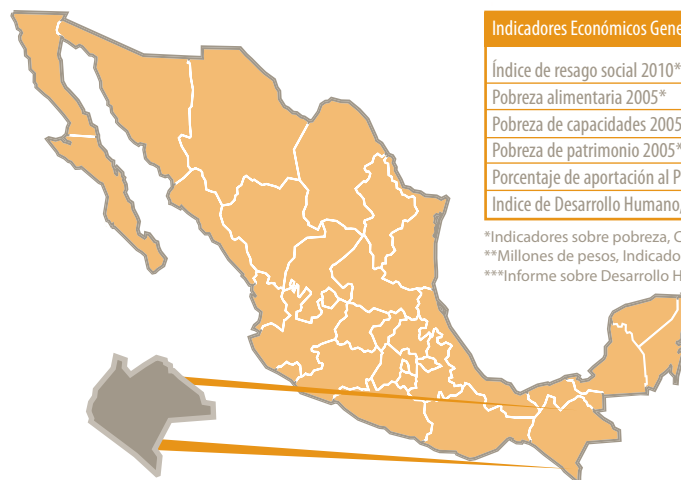 Indicadores Económicos Gene
Índice de resago social 2010*
Pobreza alimentaria 2005*
Pobreza de capacidades 2005
Pobreza de patrimonio 2005*
Porcentaje de aportación al P
Indice de Desarrollo Humano,
*Indicadores sobre pobreza, C
**Millones de pesos, Indicado
***Informe sobre Desarrollo H